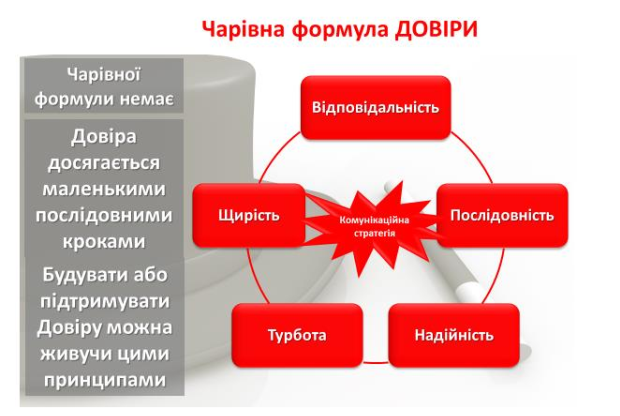 Чарівна формула ДОВІРИ
Чарівної
формули немає
Довіра
досягається
маленькими
послідовними
кроками
Будувати або
підтримувати
Довіру можна
живучи цими
принципами
Відповідальність
Щирість
Комунікаційна
стратегія
Послідовність
Турбота
Надійність